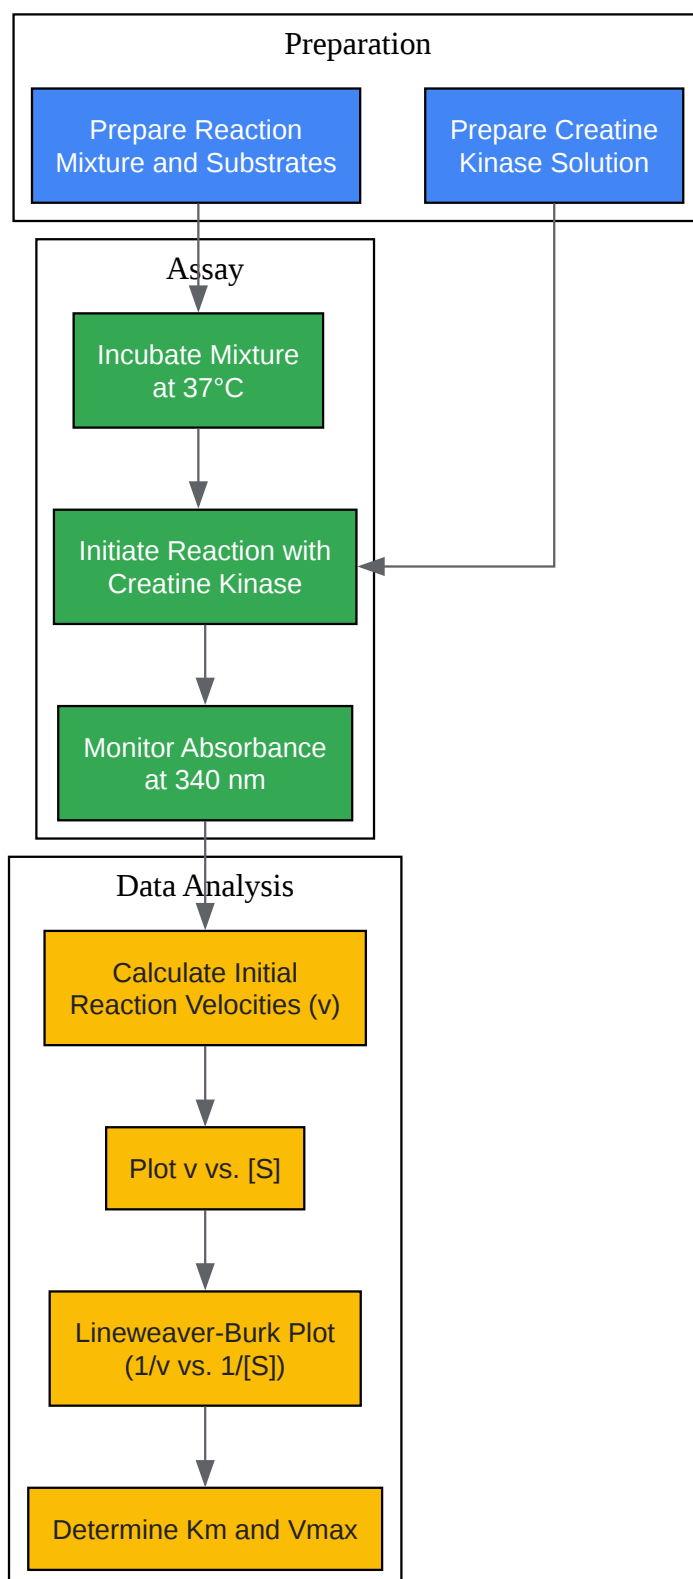 Preparation
Prepare Reaction
Mixture and Substrates
Prepare Creatine
Kinase Solution
Assay
Incubate Mixture
at 37°C
Initiate Reaction with
Creatine Kinase
Monitor Absorbance
at 340 nm
Data Analysis
Calculate Initial
Reaction Velocities (v)
Plot v vs. [S]
Lineweaver-Burk Plot
(1/v vs. 1/[S])
Determine Km and Vmax